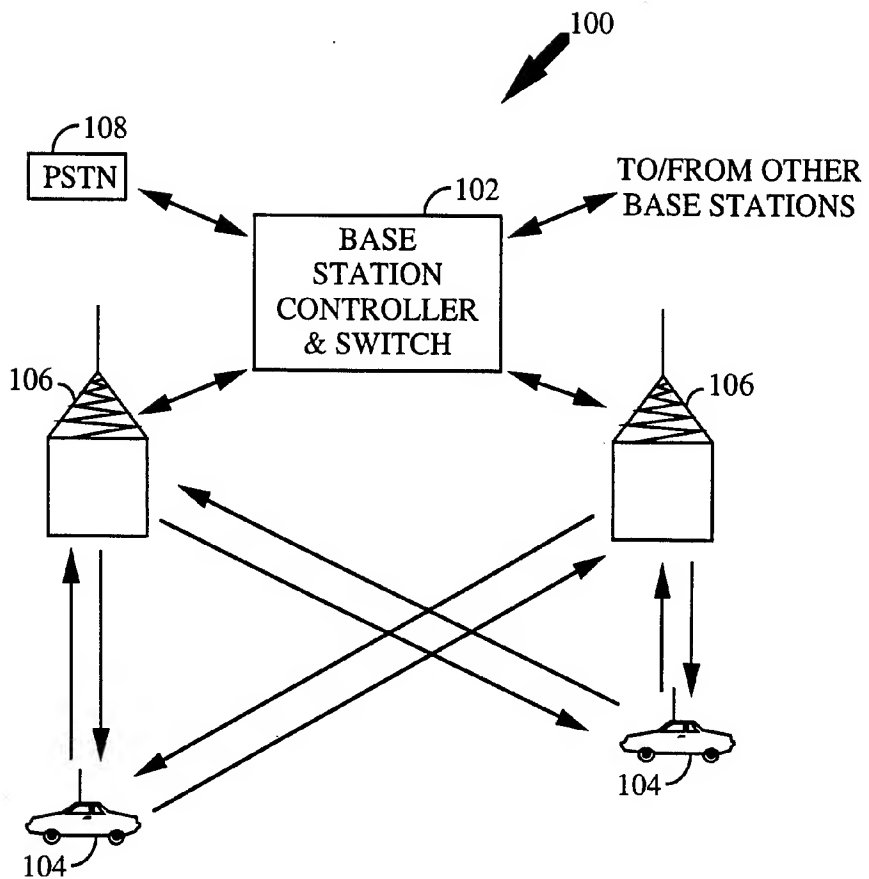 100
108
PSTN
102
TO/FROM OTHER
BASE STATIONS
BASE
STATION
CONTROLLER
& SWITCH
106
106
104
104